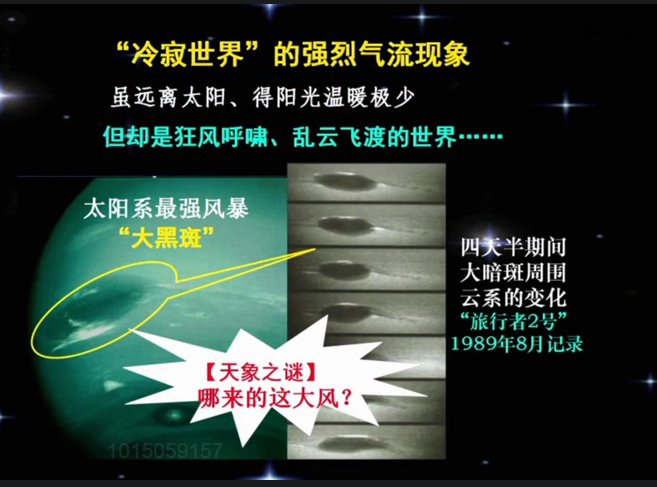 “冷寂世界”的强烈气流现象
虽远离太阳、得阳光温暖极少
但却是狂风呼啸、乱云飞渡的世界……
太阳系最强风暴
“大黑斑”
四天半期间
大暗斑周围
云系的变化
“旅行者2号”
1989年8月记录
【天象之谜】
哪来的这大风？
1015059157